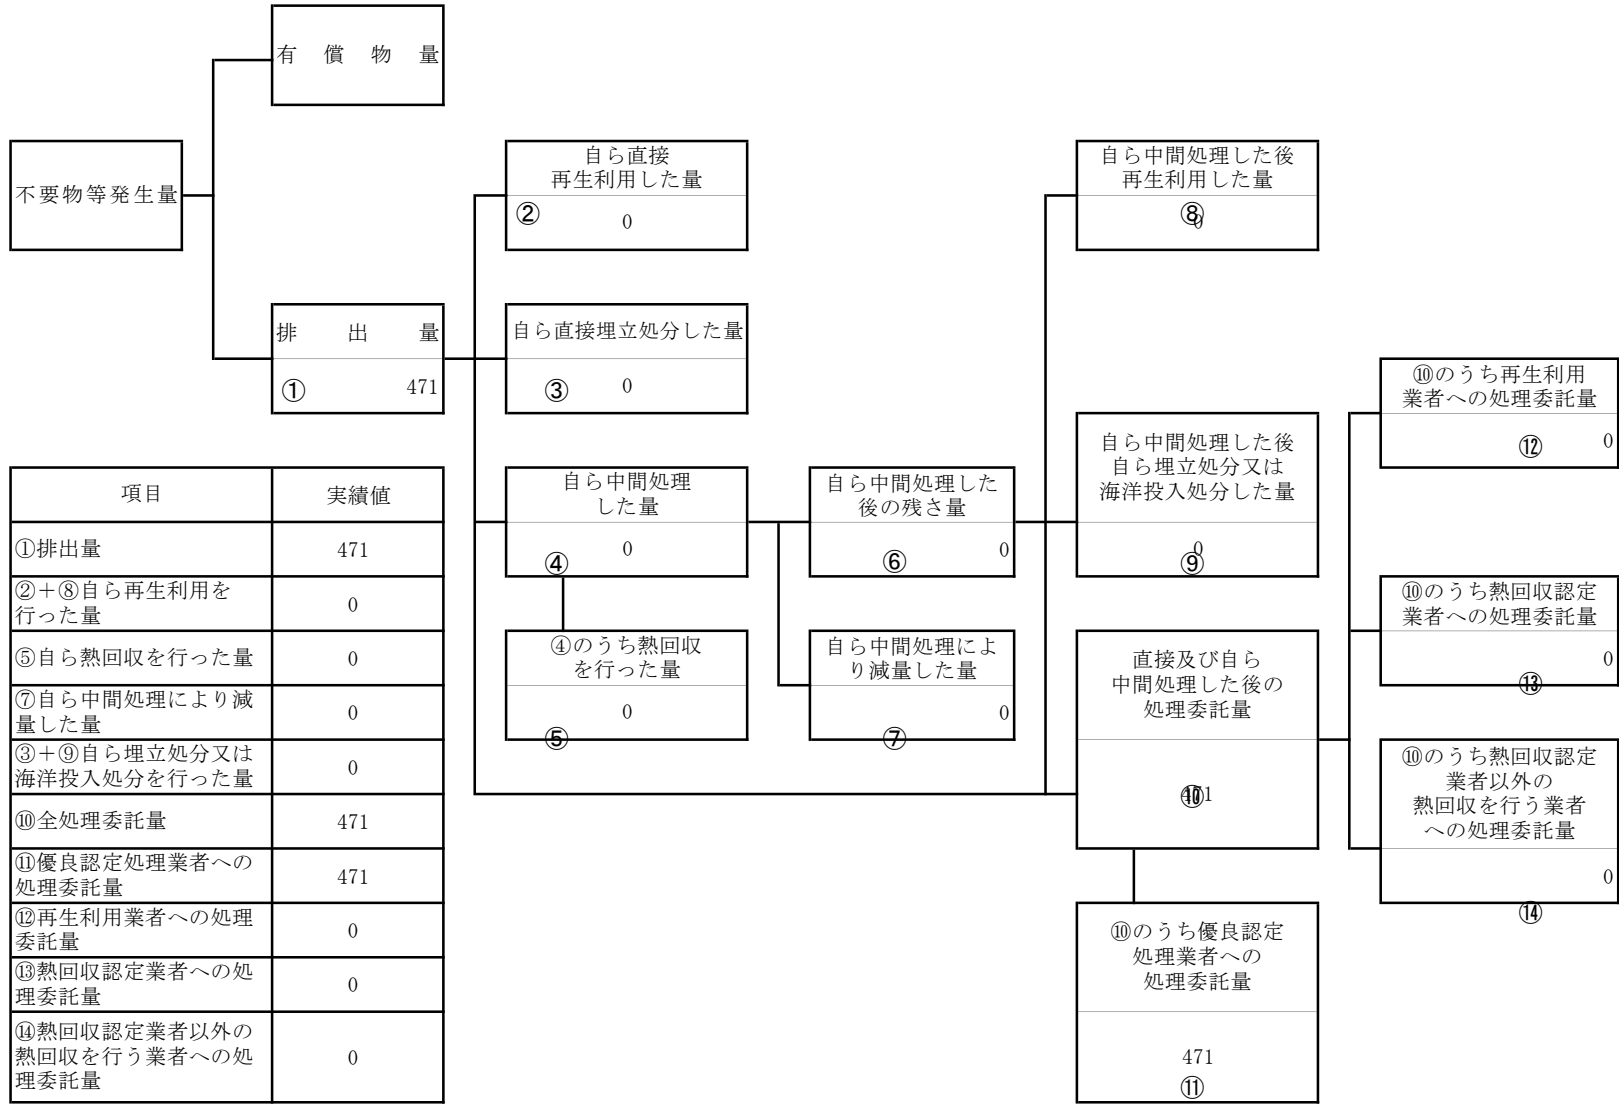 有償物量
不要物等発生量
排出量
① 471
自ら直接
再生利用した量
② 0
自ら直接埋立処分した量
③ 0
自ら中間処理
した量
④ 0
④のうち熱回収
を行った量
⑤ 0
自ら中間処理した
後の残さ量
⑥ 0
自ら中間処理によ
り減量した量
⑦ 0
自ら中間処理した後
再生利用した量
⑧ 0
自ら中間処理した後
自ら埋立処分又は
海洋投入処分した量
⑨ 0
直接及び自ら
中間処理した後の
処理委託量
⑩ 471
⑩のうち優良認定
処理業者への
処理委託量
471
⑪
⑩のうち再生利用
業者への処理委託量
⑫ 0
⑩のうち熱回収認定
業者への処理委託量
0
⑬
⑩のうち熱回収認定
業者以外の
熱回収を行う業者
への処理委託量
0
⑭
項目 実績値
①排出量 471
②+⑧自ら再生利用を
行った量 0
⑤自ら熱回収を行った量 0
⑦自ら中間処理により減
量した量 0
③+⑨自ら埋立処分又は
海洋投入処分を行った量 0
⑩全処理委託量 471
⑪優良認定処理業者への
処理委託量 471
⑫再生利用業者への処理
委託量 0
⑬熱回収認定業者への処
理委託量 0
⑭熱回収認定業者以外の
熱回収を行う業者への処
理委託量 0